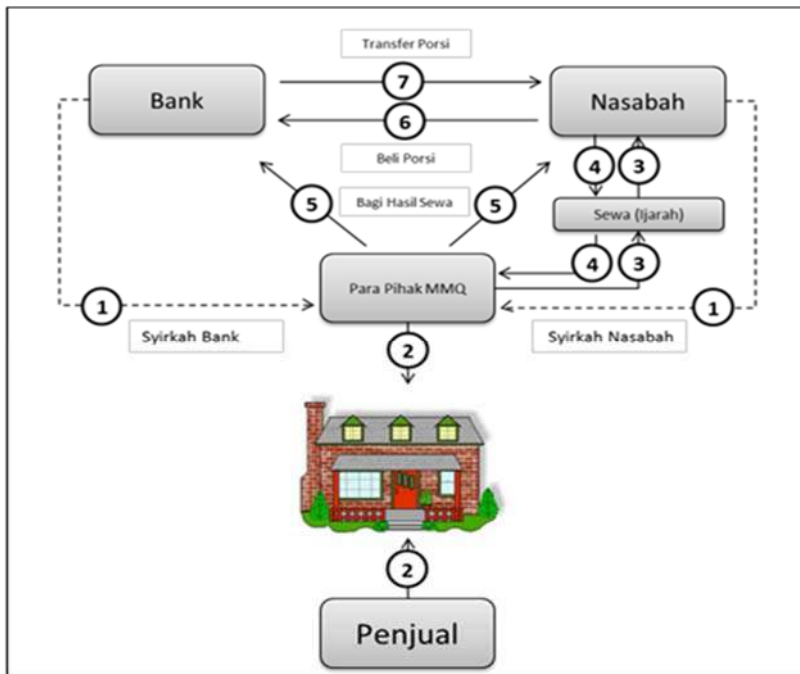 Transfer Porsi
Bank
7
Nasabah
6
Beli Porsi
4
3
5
Bagi Hasil Sewa
5
Sewa (Ijarah)
4
3
Para Pihak MMQ
1
1
Syirkah Bank
2
Syirkah Nasabah
2
Penjual